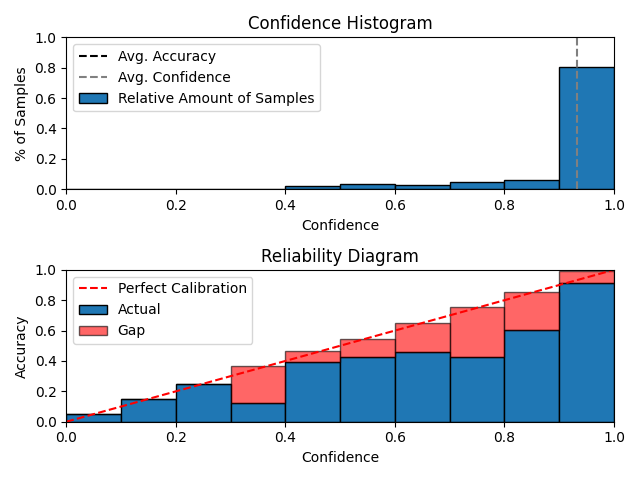 Confidence Histogram
1.0
0.8
0.6
0.4
0.2
0.0
% of Samples
Avg. Accuracy
Avg. Confidence
Relative Amount of Samples
0.0 0.2 0.4 0.6 0.8 1.0
Confidence
Reliability Diagram
1.0
0.8
0.6
0.4
0.2
0.0
Accuracy
Perfect Calibration
Actual
Gap
0.0 0.2 0.4 0.6 0.8 1.0
Confidence